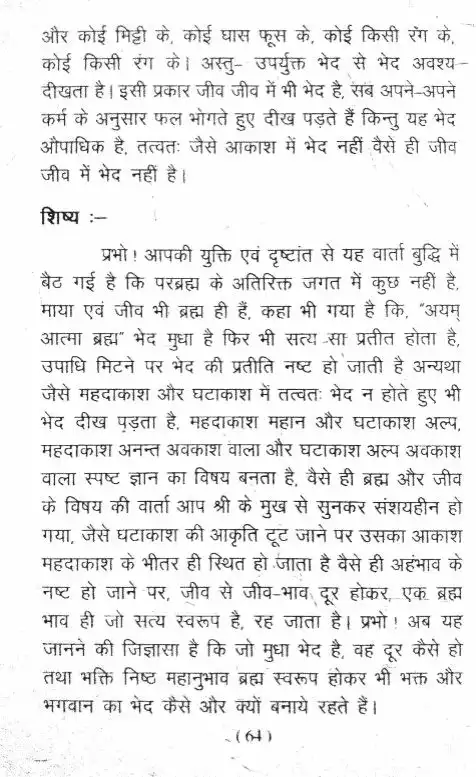 और कोई मिट्टी के, कोई घास फूस के, कोई किसी रंग के,
कोई किसी रंग के। अस्तु- उपर्युक्त भेद से भेद अवश्य-
दीखता है। इसी प्रकार जीव जीव में भी भेद है, सब अपने-अपने
कर्म के अनुसार फल भोगते हुए दीख पड़ते हैं किन्तु यह भेद
औपाधिक है, तत्वतः जैसे आकाश में भेद नहीं वैसे ही जीव
जीव में भेद नहीं है।
शिष्य :–
प्रभो! आपकी युक्ति एवं दृष्टांत से यह वार्ता बुद्धि में
बैठ गई है कि परब्रह्म के अतिरिक्त जगत में कुछ नहीं है,
माया एवं जीव भी ब्रह्म ही हैं, कहा भी गया है कि, "अयम्
आत्मा ब्रह्म" भेद मुधा है फिर भी सत्य सा प्रतीत होता है,
उपाधि मिटने पर भेद की प्रतीति नष्ट हो जाती है अन्यथा
जैसे महदाकाश और घटाकाश में तत्वतः भेद न होते हुए भी
भेद दीख पड़ता है, महदाकाश महान और घटाकाश अल्प,
महदाकाश अनन्त अवकाश वाला और घटाकाश अल्प अवकाश
वाला स्पष्ट ज्ञान का विषय बनता है, वैसे ही ब्रह्म और जीव
के विषय की वार्ता आप श्री के मुख से सुनकर संशयहीन हो
गया, जैसे घटाकाश की आकृति टूट जाने पर उसका आकाश
महदाकाश के भीतर ही स्थित हो जाता है वैसे ही अहंभाव के
नष्ट हो जाने पर, जीव से जीव-भाव दूर होकर, एक ब्रह्म
भाव ही जो सत्य स्वरूप है, रह जाता है। प्रभो! अब यह
जानने की जिज्ञासा है कि जो मुधा भेद है, वह दूर कैसे हो
तथा भक्ति निष्ठ महानुभाव ब्रह्म स्वरूप होकर भी भक्त और
भगवान का भेद कैसे और क्यों बनाये रहते हैं।
(64)